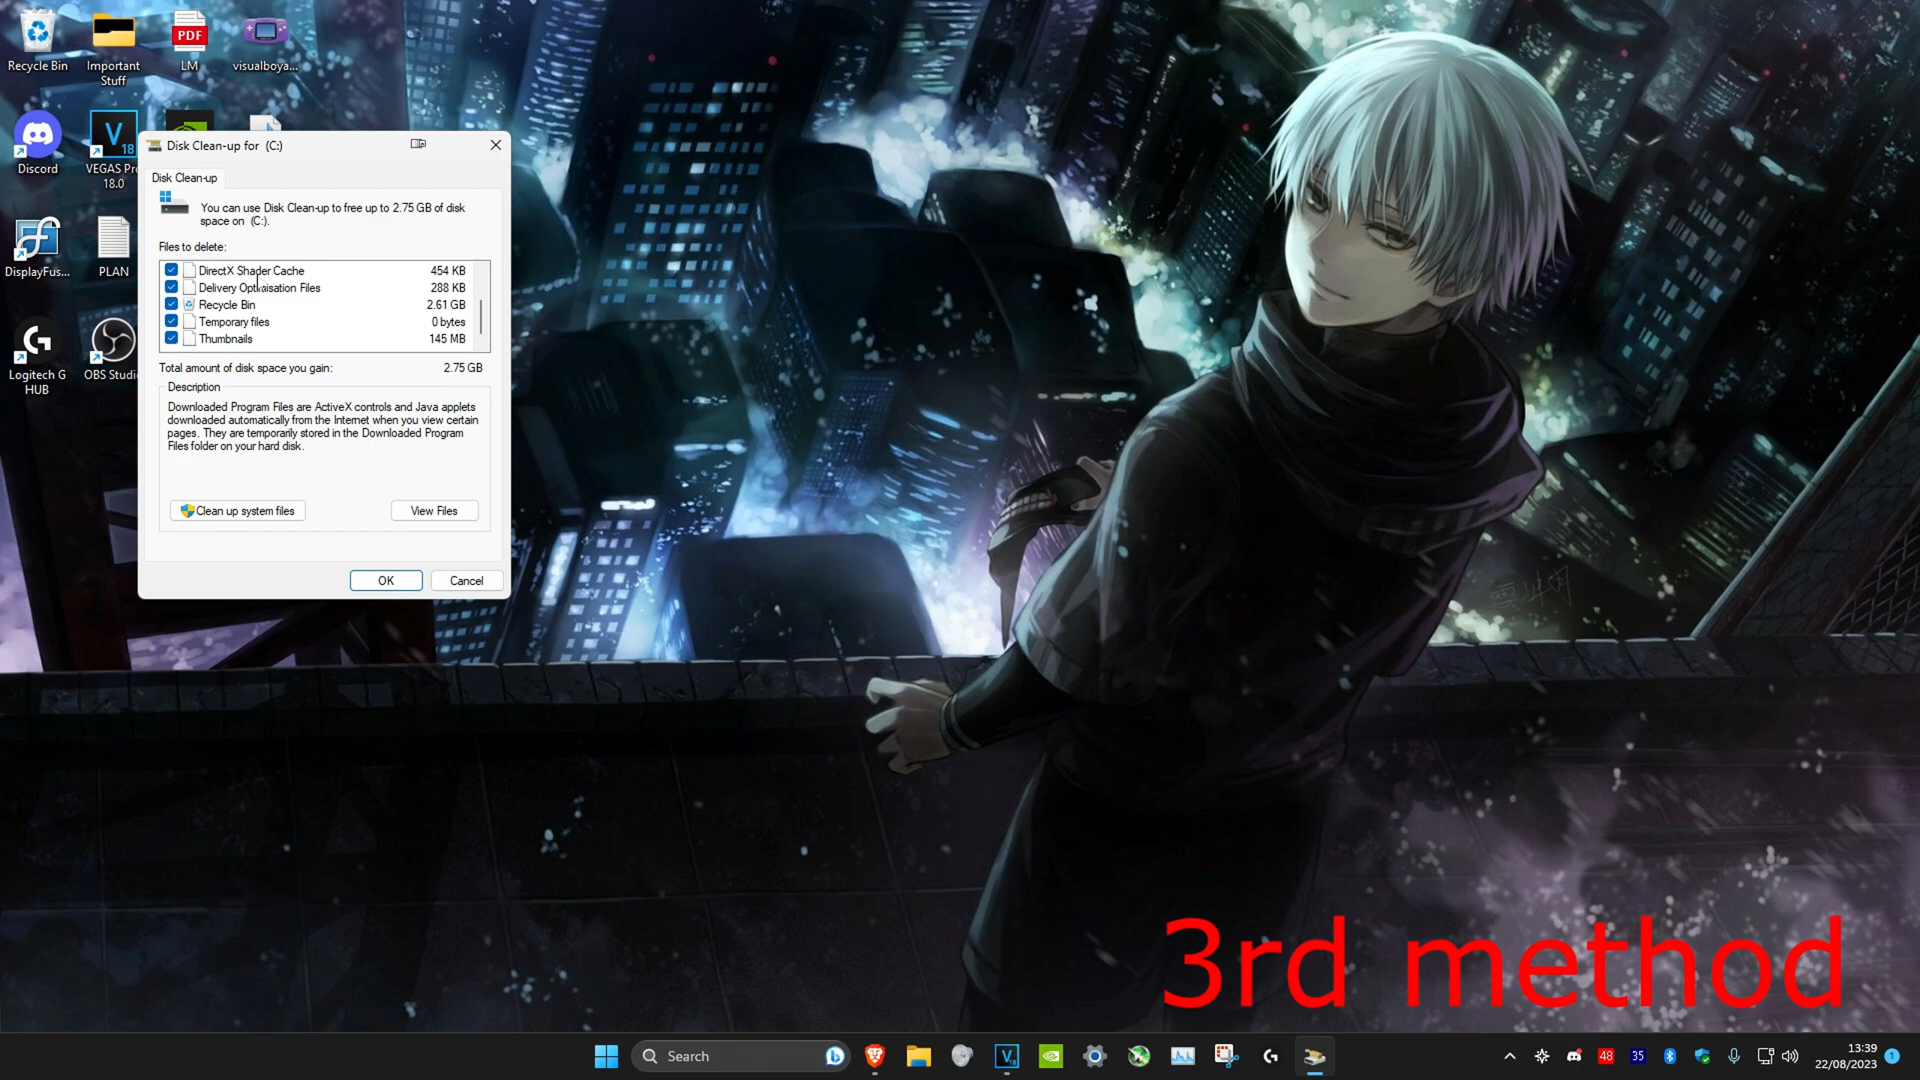 Recycle Bin
Important
Stuff
PDF
LM
visualboya...
Discord
V
18
VEGAS Pro
18.0
DisplayFus...
PLAN
Logitech G
HUB
OBS Studi
Disk Clean-up for (C:)
Disk Clean-up
You can use Disk Clean-up to free up to 2.75 GB of disk
space on (C:).
Files to delete:
DirectX Shader Cache 454 KB
Delivery Optimisation Files 288 KB
Recycle Bin 2.61 GB
Temporary files 0 bytes
Thumbnails 145 MB
Total amount of disk space you gain: 2.75 GB
Description
Downloaded Program Files are ActiveX controls and Java applets
downloaded automatically from the Internet when you view certain
pages. They are temporarily stored in the Downloaded Program
Files folder on your hard disk.
Clean up system files
View Files
OK
Cancel
3rd method
Search
V
18
48
35
13:39
22/08/2023
1